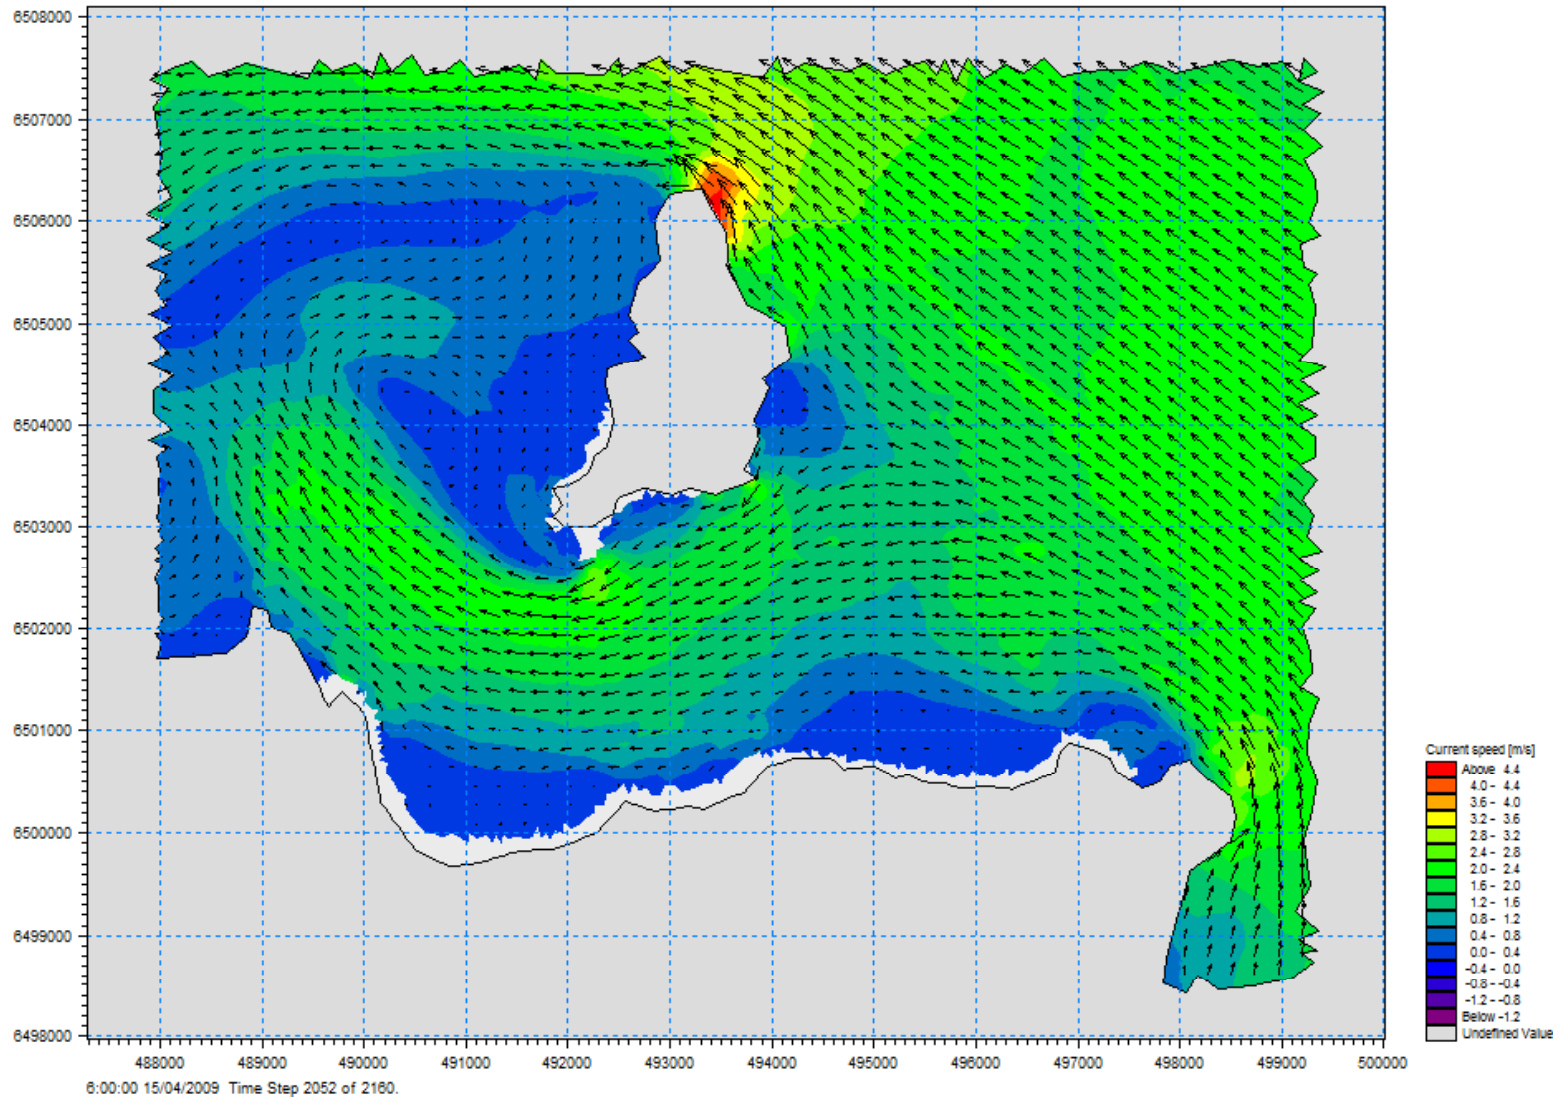 6508000
6507000
6506000
6505000
6504000
6503000
6502000
6501000
6500000
6499000
6498000
488000 489000 490000 491000 492000 493000 494000 495000 496000 497000 498000 499000 500000
6:00:00 15/04/2009 Time Step 2052 of 2160.
Current speed [m/s]
Above 4.4
4.0 - 4.4
3.6 - 4.0
3.2 - 3.6
2.8 - 3.2
2.4 - 2.8
2.0 - 2.4
1.6 - 2.0
1.2 - 1.6
0.8 - 1.2
0.4 - 0.8
0.0 - 0.4
-0.4 - 0.0
-0.8 - -0.4
-1.2 - -0.8
Below -1.2
Undefined Value